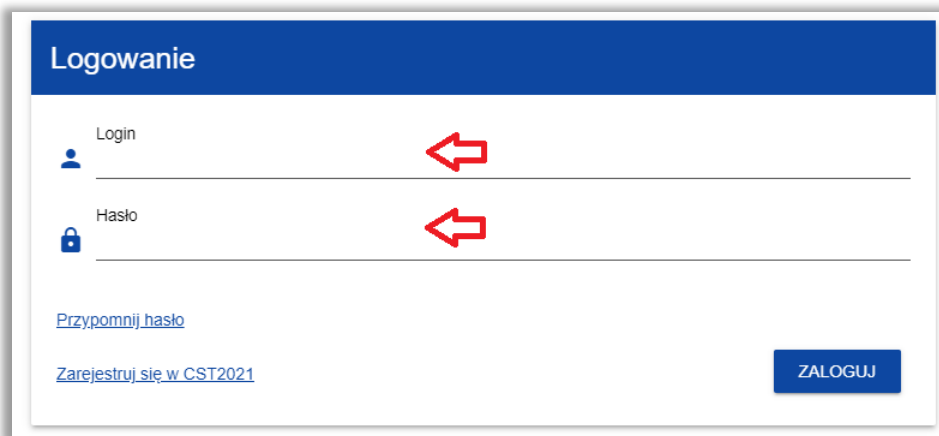 Logowanie
Login
Hasło
Przypomnij hasło
Zarejestruj się w CST2021
ZALOGUJ